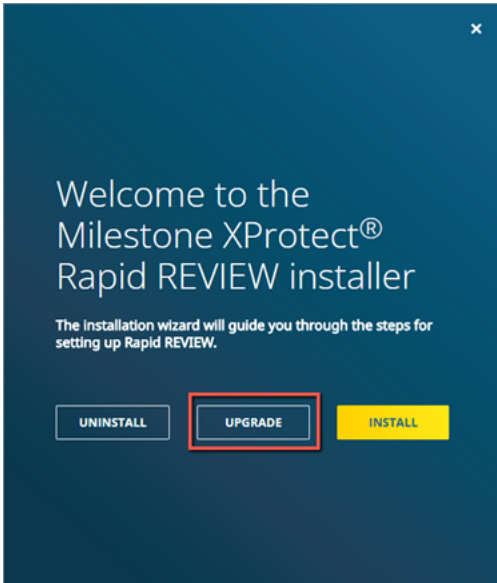 Welcome to the
Milestone XProtect®
Rapid REVIEW installer
The installation wizard will guide you through the steps for
setting up Rapid REVIEW.
UNINSTALL
UPGRADE
INSTALL